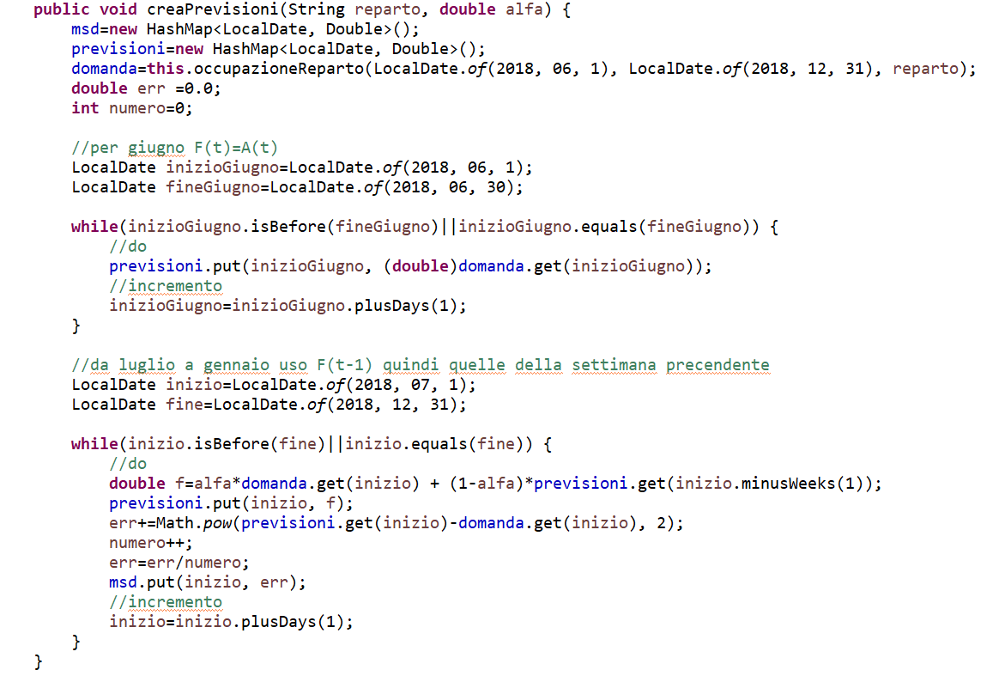 public void creaPrevisioni(String reparto, double alfa) {
msd=new HashMap<LocalDate, Double>();
previsioni=new HashMap<LocalDate, Double>();
domanda=this.occupazioneReparto(LocalDate.of(2018, 06, 1), LocalDate.of(2018, 12, 31), reparto);
double err =0.0;
int numero=0;
//per giugno F(t)=A(t)
LocalDate inizioGiugno=LocalDate.of(2018, 06, 1);
LocalDate fineGiugno=LocalDate.of(2018, 06, 30);
while(inizioGiugno.isBefore(fineGiugno)||inizioGiugno.equals(fineGiugno)) {
//do
previsioni.put(inizioGiugno, (double)domanda.get(inizioGiugno));
//incremento
inizioGiugno=inizioGiugno.plusDays(1);
}
//da luglio a gennaio uso F(t-1) quindi quelle della settimana precendente
LocalDate inizio=LocalDate.of(2018, 07, 1);
LocalDate fine=LocalDate.of(2018, 12, 31);
while(inizio.isBefore(fine)||inizio.equals(fine)) {
//do
double f=alfa*domanda.get(inizio) + (1-alfa)*previsioni.get(inizio.minusWeeks(1));
previsioni.put(inizio, f);
err+=Math.pow(previsioni.get(inizio)-domanda.get(inizio), 2);
numero++;
err=err/numero;
msd.put(inizio, err);
//incremento
inizio=inizio.plusDays(1);
}
}